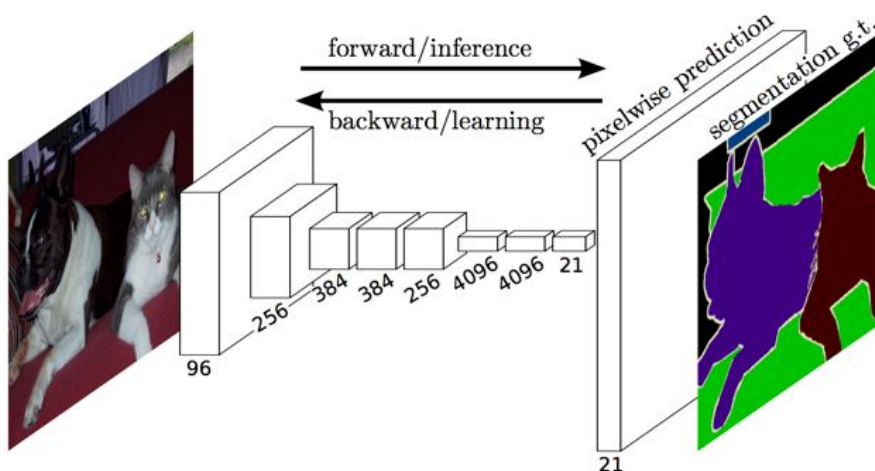 forward/inference
backward/learning
pixelwise prediction
segmentation g.t.
96
256
384
384
256
4096
4096
21
21